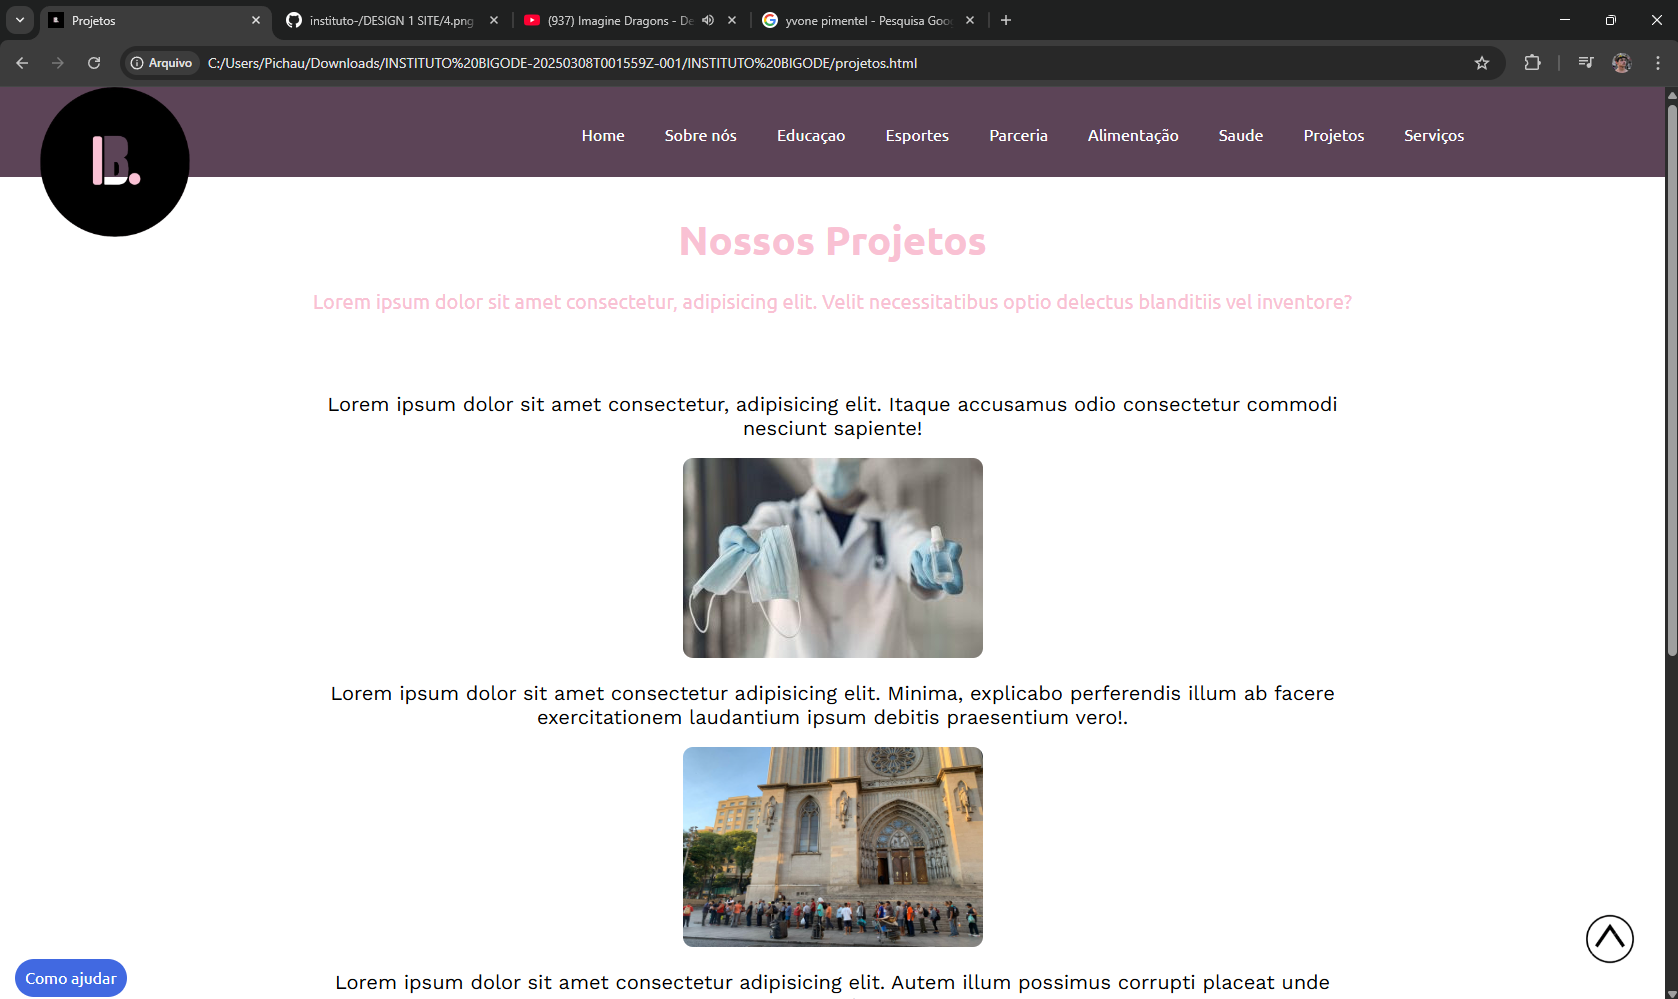 Projetos
instituto-/DESIGN 1 SITE/4.png
(937) Imagine Dragons - De
yvone pimentel - Pesquisa Goo
Arquivo
C:/Users/Pichau/Downloads/INSTITUTO%20BIGODE-20250308T001559Z-001/INSTITUTO%20BIGODE/projetos.html
IB.
Home
Sobre nós
Educaçao
Esportes
Parceria
Alimentação
Saude
Projetos
Serviços
Nossos Projetos
Lorem ipsum dolor sit amet consectetur, adipisicing elit. Velit necessitatibus optio delectus blanditiis vel inventore?
Lorem ipsum dolor sit amet consectetur, adipisicing elit. Itaque accusamus odio consectetur commodi
nesciunt sapiente!
Lorem ipsum dolor sit amet consectetur adipisicing elit. Minima, explicabo perferendis illum ab facere
exercitationem laudantium ipsum debitis praesentium vero!.
Lorem ipsum dolor sit amet consectetur adipisicing elit. Autem illum possimus corrupti placeat unde
Como ajudar